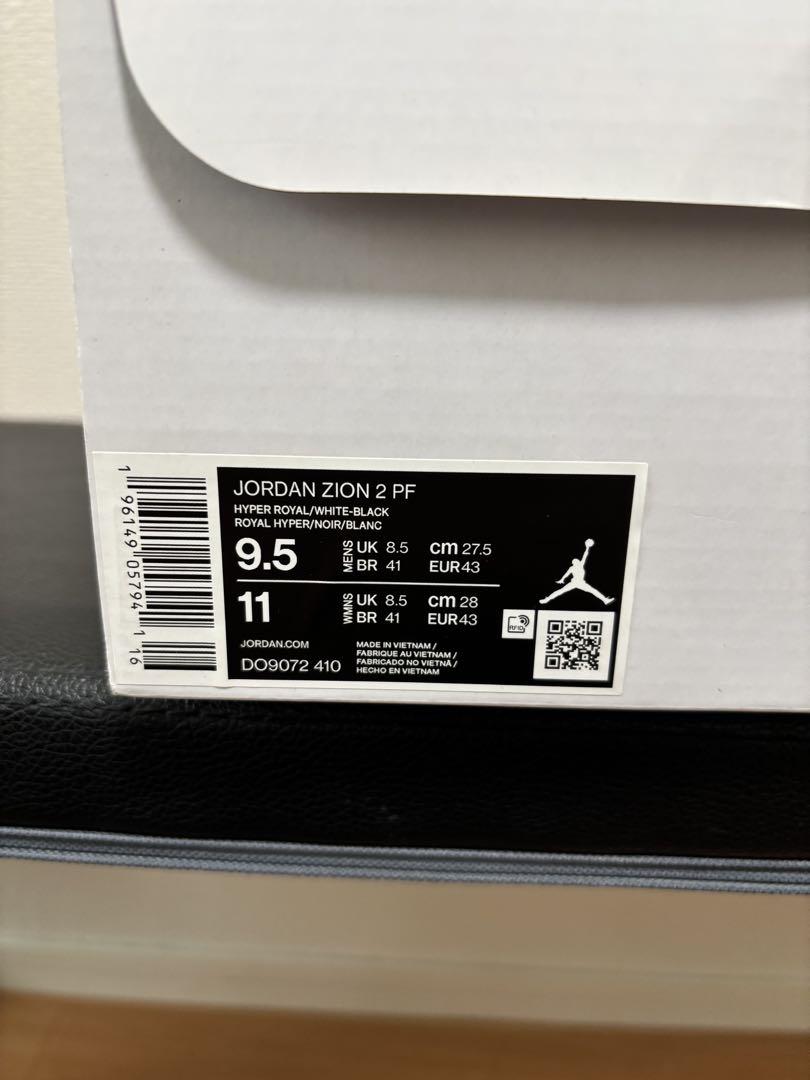 JORDAN ZION 2 PF
HYPER ROYAL/WHITE-BLACK
ROYAL HYPER/NOIR/BLANC
9.5 MENS UK 8.5 cm 27.5
BR 41 EUR 43
11 WMNS UK 8.5 cm 28
BR 41 EUR 43
JORDAN.COM
DO9072 410
MADE IN VIETNAM /
FABRIQUE AU VIETNAM /
FABRICADO NO VIETNÃ /
HECHO EN VIETNAM
RFID
1 96149 05794 1 16